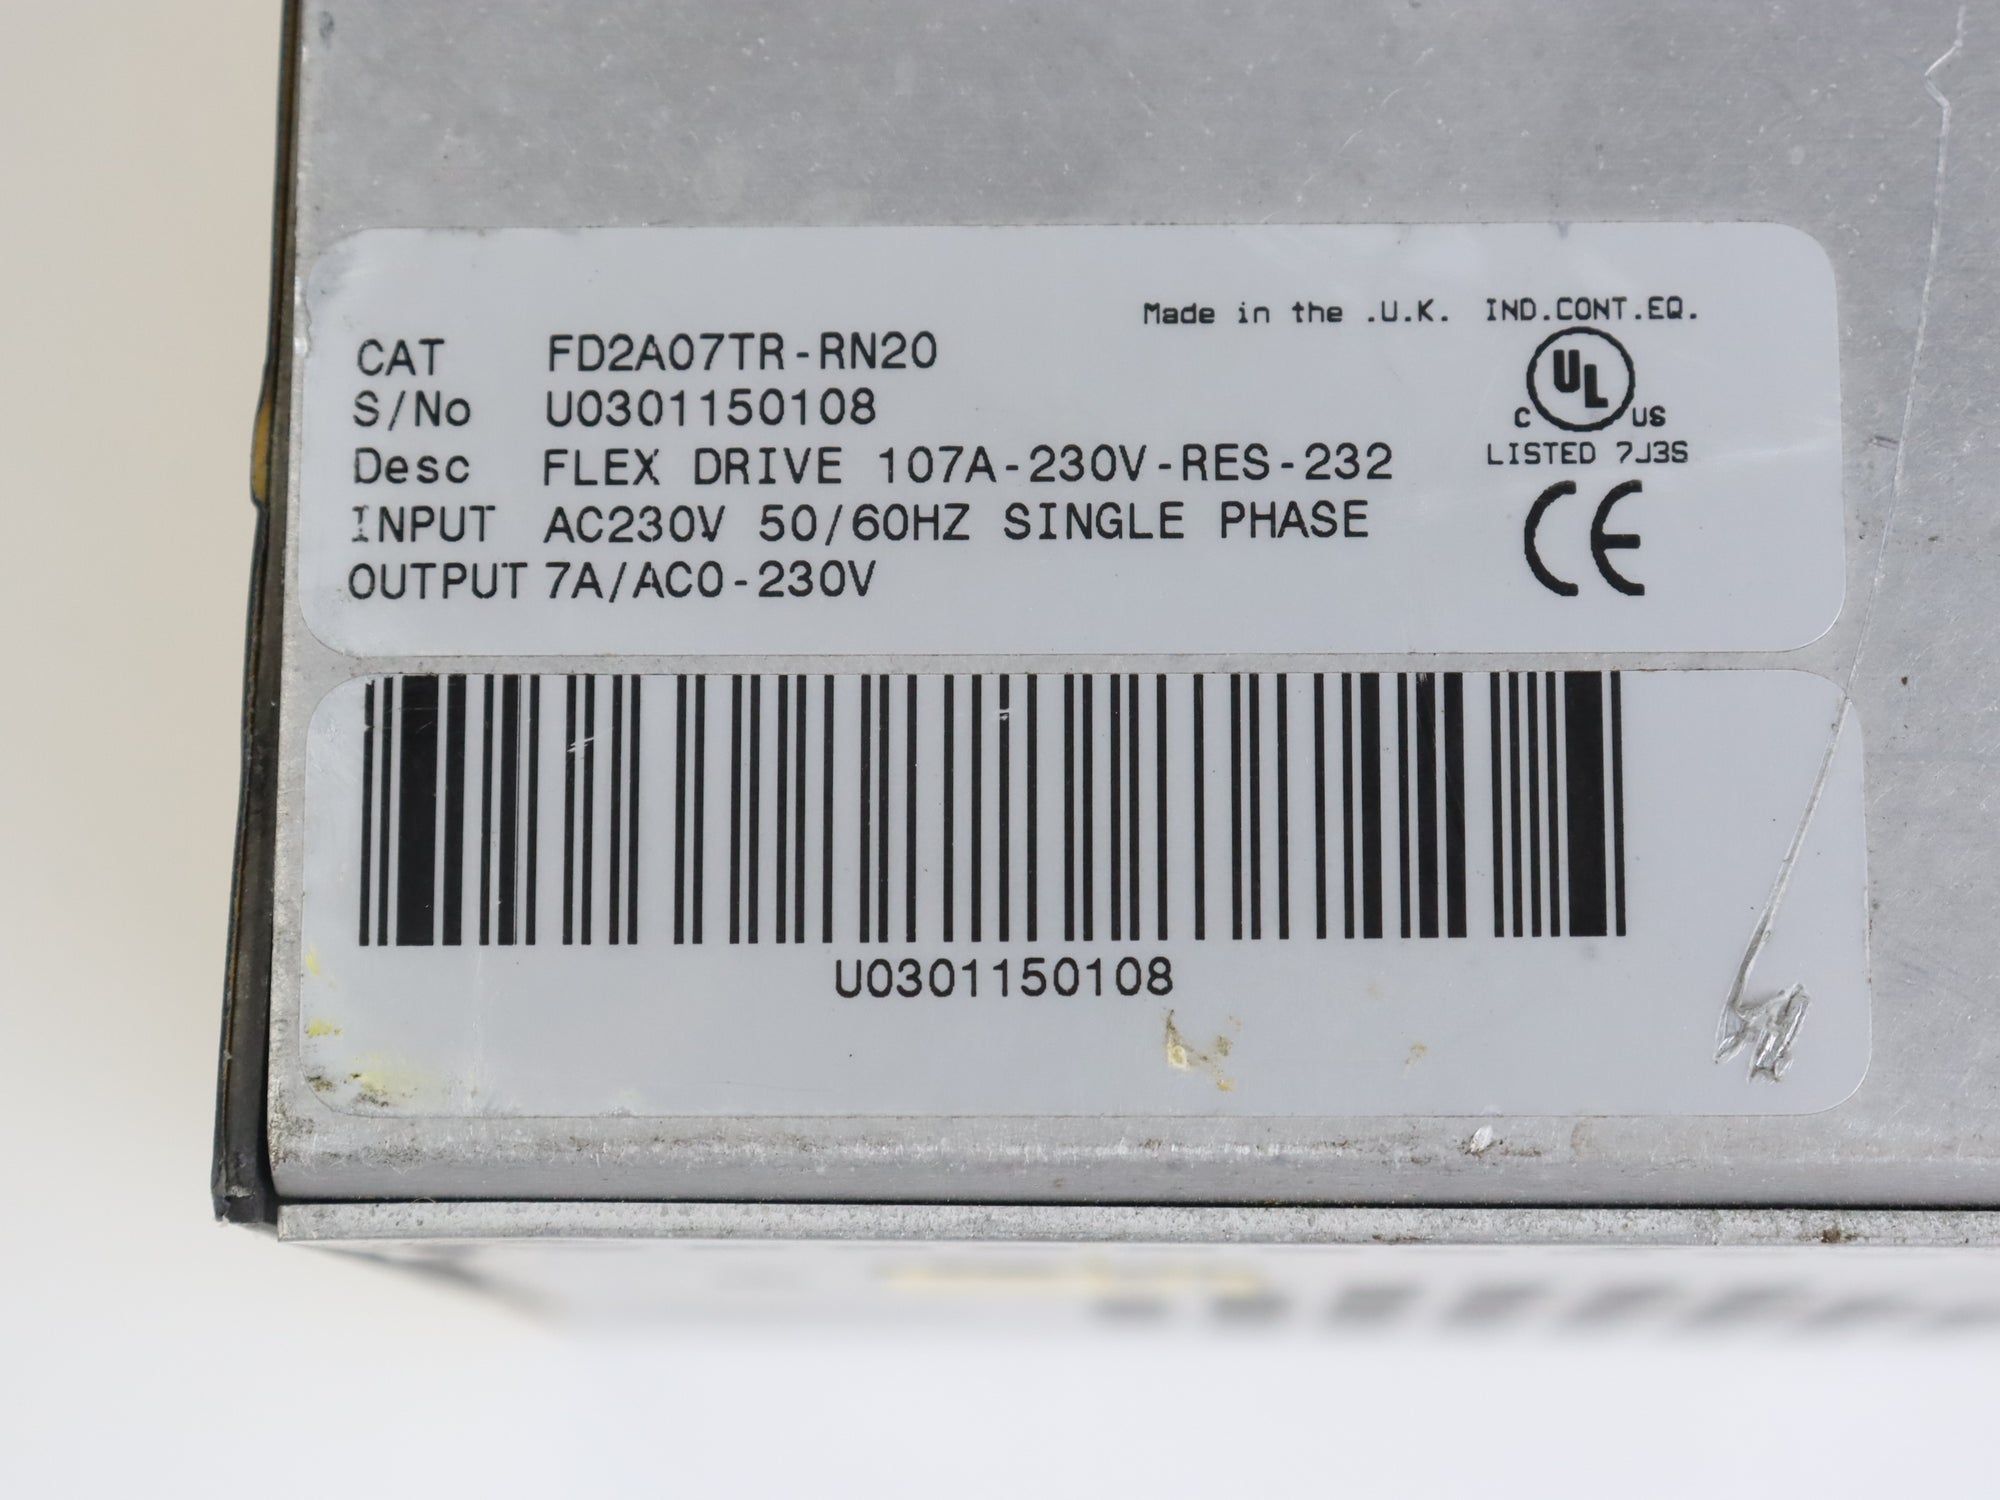 Made in the .U.K. IND.CONT.EQ.
CAT FD2A07TR-RN20
S/No U0301150108
Desc FLEX DRIVE 107A-230V-RES-232
INPUT AC230V 50/60HZ SINGLE PHASE
OUTPUT 7A/AC0-230V
C UL US
LISTED 7J3S
CE
U0301150108